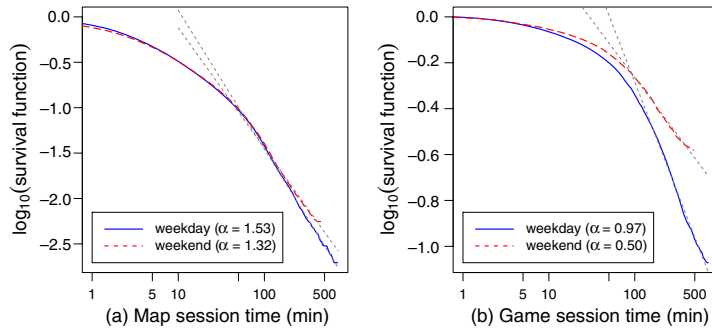 0.0
−0.5
−1.0
−1.5
−2.0
−2.5
log10(survival function)
weekday (α = 1.53)
weekend (α = 1.32)
1 5 10 100 500
(a) Map session time (min)
0.0
−0.2
−0.4
−0.6
−0.8
−1.0
log10(survival function)
weekday (α = 0.97)
weekend (α = 0.50)
1 5 10 100 500
(b) Game session time (min)